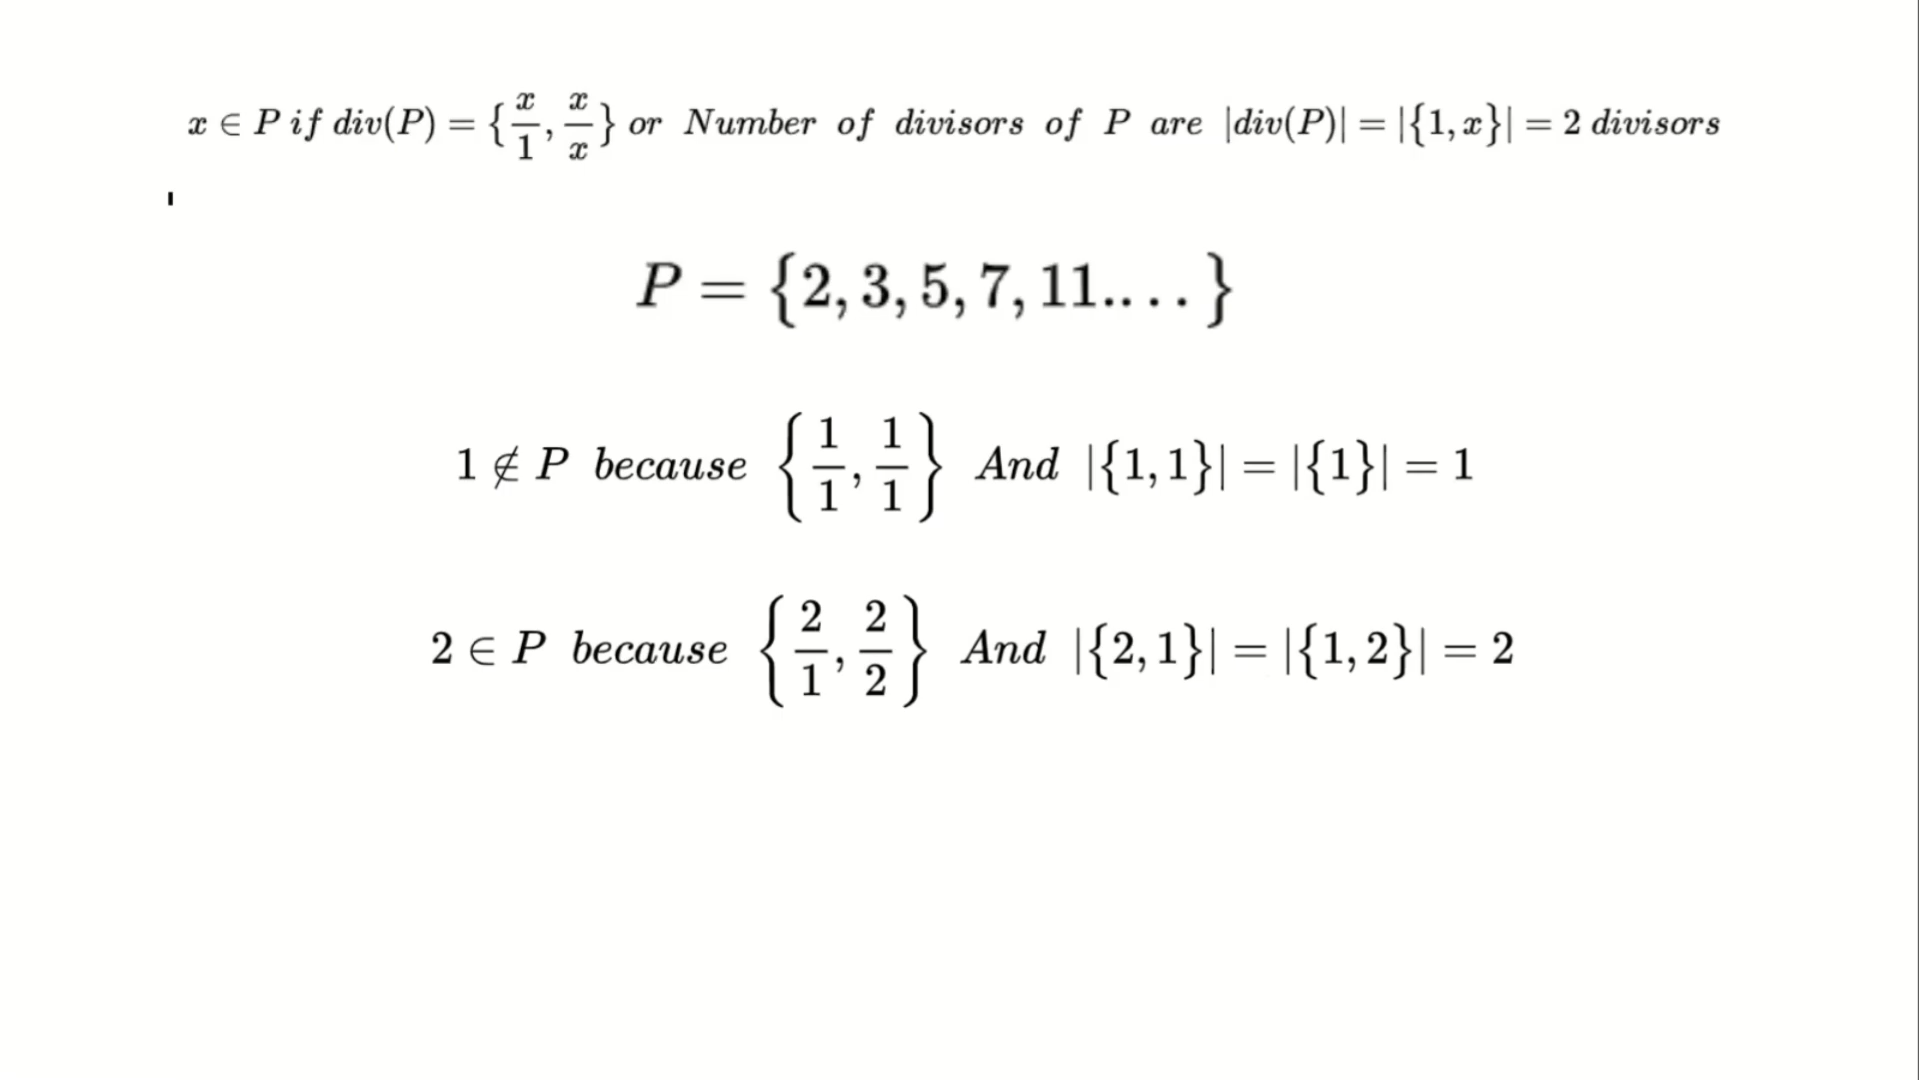 x ∈ P if div(P) = {x/1, x/x} or Number of divisors of P are |div(P)| = |{1, x}| = 2 divisors
P = {2, 3, 5, 7, 11.... }
1 ∉ P because {1/1, 1/1} And |{1, 1}| = |{1}| = 1
2 ∈ P because {2/1, 2/2} And |{2, 1}| = |{1, 2}| = 2